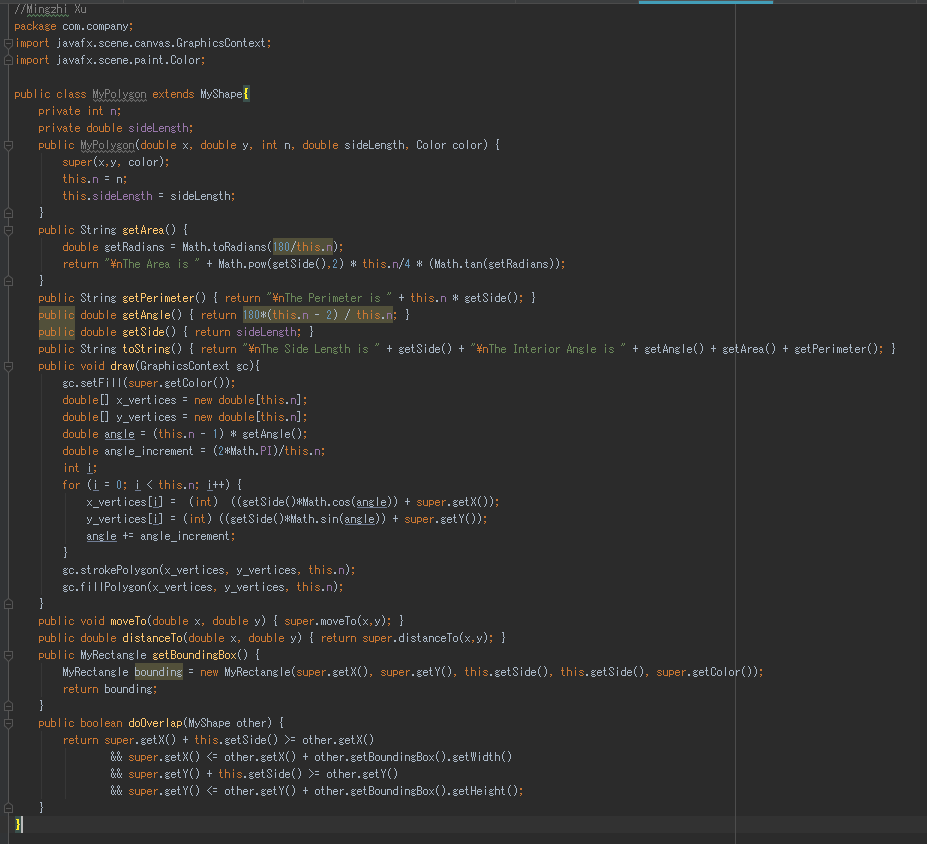 //Mingzhi Xu
package com.company;
import javafx.scene.canvas.GraphicsContext;
import javafx.scene.paint.Color;
public class MyPolygon extends MyShape{
    private int n;
    private double sideLength;
    public MyPolygon(double x, double y, int n, double sideLength, Color color) {
        super(x,y, color);
        this.n = n;
        this.sideLength = sideLength;
    }
    public String getArea() {
        double getRadians = Math.toRadians(180/this.n);
        return "¥nThe Area is " + Math.pow(getSide(),2) * this.n/4 * (Math.tan(getRadians));
    }
    public String getPerimeter() { return "¥nThe Perimeter is " + this.n * getSide(); }
    public double getAngle() { return 180*(this.n - 2) / this.n; }
    public double getSide() { return sideLength; }
    public String toString() { return "¥nThe Side Length is " + getSide() + "¥nThe Interior Angle is " + getAngle() + getArea() + getPerimeter(); }
    public void draw(GraphicsContext gc){
        gc.setFill(super.getColor());
        double[] x_vertices = new double[this.n];
        double[] y_vertices = new double[this.n];
        double angle = (this.n - 1) * getAngle();
        double angle_increment = (2*Math.PI)/this.n;
        int i;
        for (i = 0; i < this.n; i++) {
            x_vertices[i] =  (int)  ((getSide()*Math.cos(angle)) + super.getX());
            y_vertices[i] = (int) ((getSide()*Math.sin(angle)) + super.getY());
            angle += angle_increment;
        }
        gc.strokePolygon(x_vertices, y_vertices, this.n);
        gc.fillPolygon(x_vertices, y_vertices, this.n);
    }
    public void moveTo(double x, double y) { super.moveTo(x,y); }
    public double distanceTo(double x, double y) { return super.distanceTo(x,y); }
    public MyRectangle getBoundingBox() {
        MyRectangle bounding = new MyRectangle(super.getX(), super.getY(), this.getSide(), this.getSide(), super.getColor());
        return bounding;
    }
    public boolean doOverlap(MyShape other) {
        return super.getX() + this.getSide() >= other.getX()
                && super.getX() <= other.getX() + other.getBoundingBox().getWidth()
                && super.getY() + this.getSide() >= other.getY()
                && super.getY() <= other.getY() + other.getBoundingBox().getHeight();
    }
}